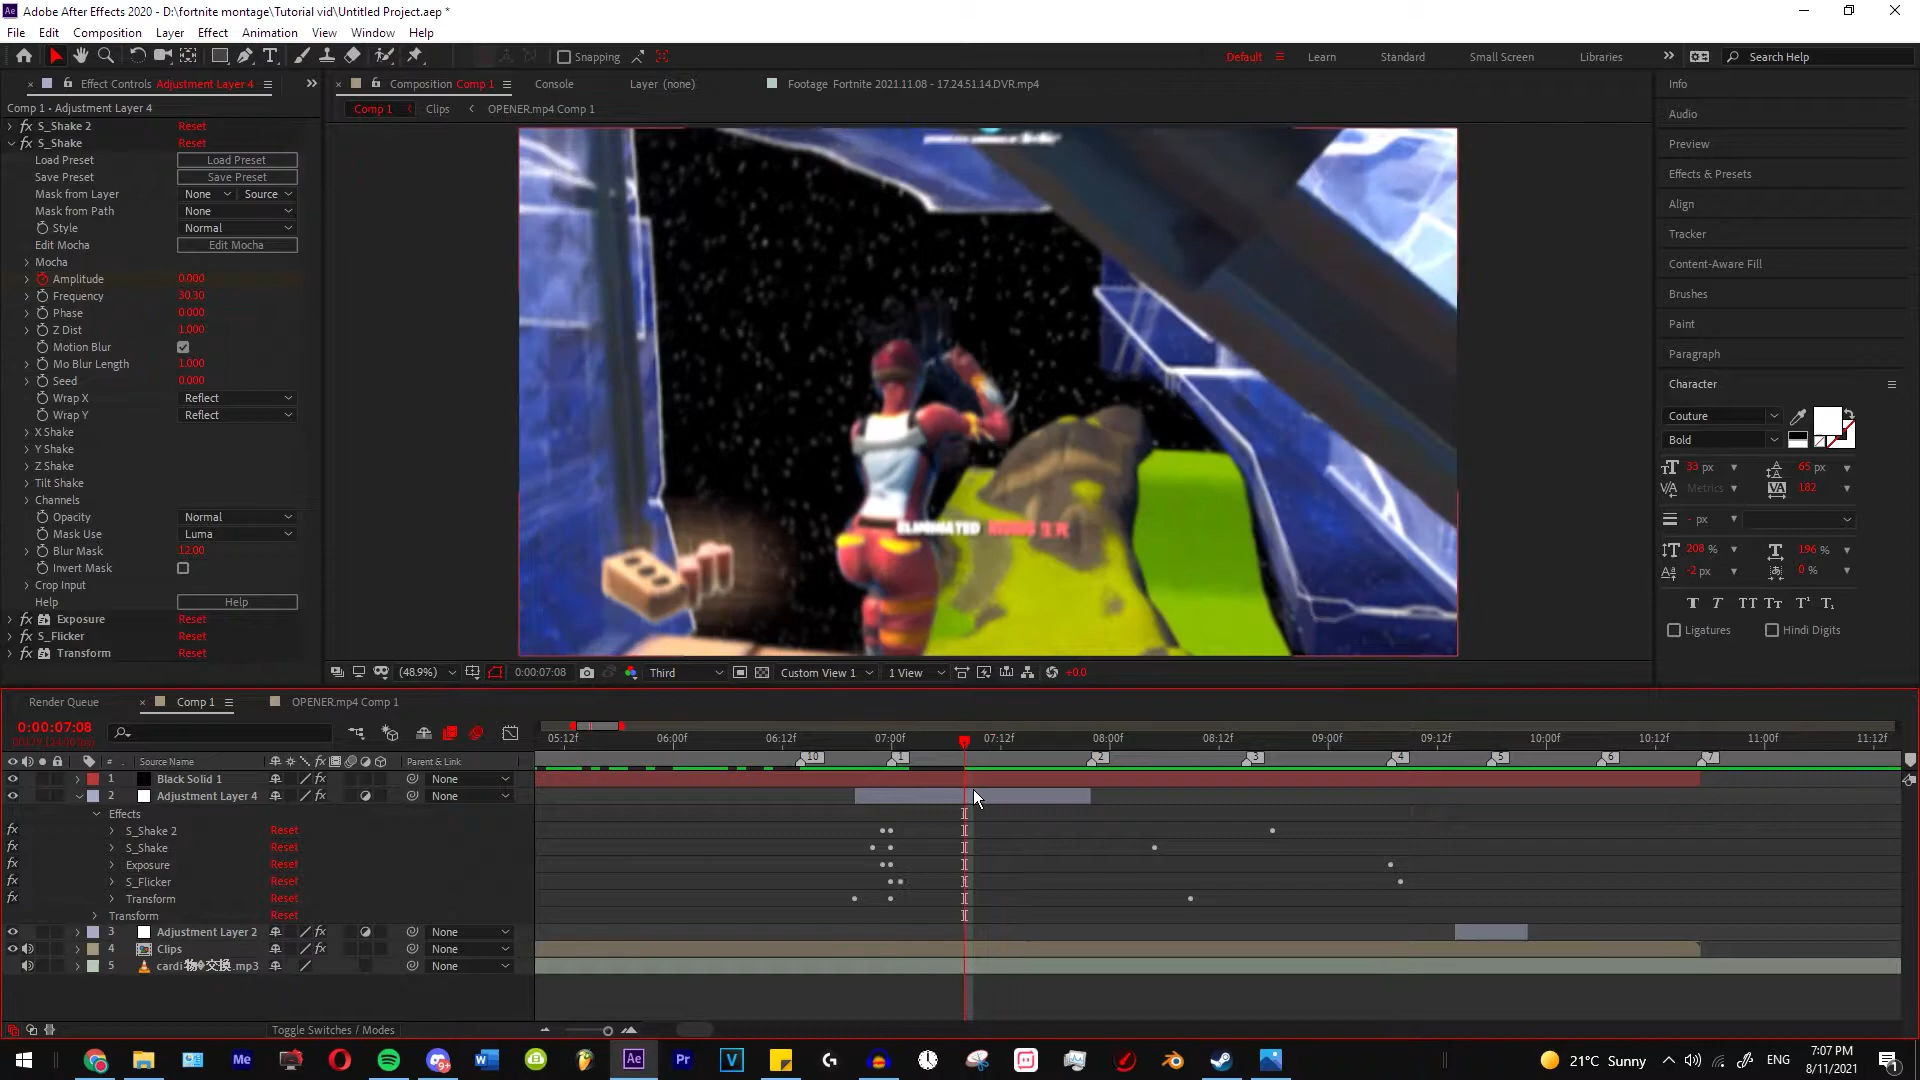 Adobe After Effects 2020 - D:\fortnite montage\Tutorial vid\Untitled Project.aep *
File Edit Composition Layer Effect Animation View Window Help
Snapping Default Learn Standard Small Screen Libraries Search Help
Effect Controls Adjustment Layer 4
Composition Comp 1 Console Layer (none) Footage Fortnite 2021.11.08 - 17.24.51.14.DVR.mp4
Comp 1 • Adjustment Layer 4
Comp 1 Clips OPENER.mp4 Comp 1
S_Shake 2 Reset
S_Shake Reset
Load Preset Load Preset
Save Preset Save Preset
Mask from Layer None Source
Mask from Path None
Style Normal
Edit Mocha Edit Mocha
Mocha
Amplitude 0.000
Frequency 30.30
Phase 0.000
Z Dist 1.000
Motion Blur
Mo Blur Length 1.000
Seed 0.000
Wrap X Reflect
Wrap Y Reflect
X Shake
Y Shake
Z Shake
Tilt Shake
Channels
Opacity Normal
Mask Use Luma
Blur Mask 12.00
Invert Mask
Crop Input
Help Help
Exposure Reset
S_Flicker Reset
Transform Reset
ELIMINATED
(48.9%) 0:00:07:08 Third Custom View 1 1 View +0.0
Info
Audio
Preview
Effects & Presets
Align
Tracker
Content-Aware Fill
Brushes
Paint
Paragraph
Character
Couture
Bold
33 px 65 px
Metrics 182
- px
208 % 196 %
-2 px 0 %
Ligatures Hindi Digits
Render Queue Comp 1 OPENER.mp4 Comp 1
0:00:07:08
05:12f 06:00f 06:12f 07:00f 07:12f 08:00f 08:12f 09:00f 09:12f 10:00f 10:12f 11:00f 11:12f
# Source Name Parent & Link
10 1 2 3 4 5 6 7
1 Black Solid 1 None
2 Adjustment Layer 4 None
Effects
S_Shake 2 Reset
S_Shake Reset
Exposure Reset
S_Flicker Reset
Transform Reset
Transform Reset
3 Adjustment Layer 2 None
4 Clips None
5 None
Toggle Switches / Modes
21°C Sunny ENG
7:07 PM
8/11/2021